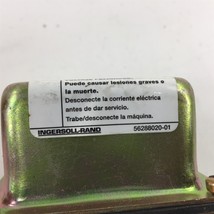 Puede causar lesiones graves o
la muerte.
Desconecte la corriente eléctrica
antes de dar servicio.
Trabe/desconecte la máquina.
INGERSOLL-RAND 56288020-01